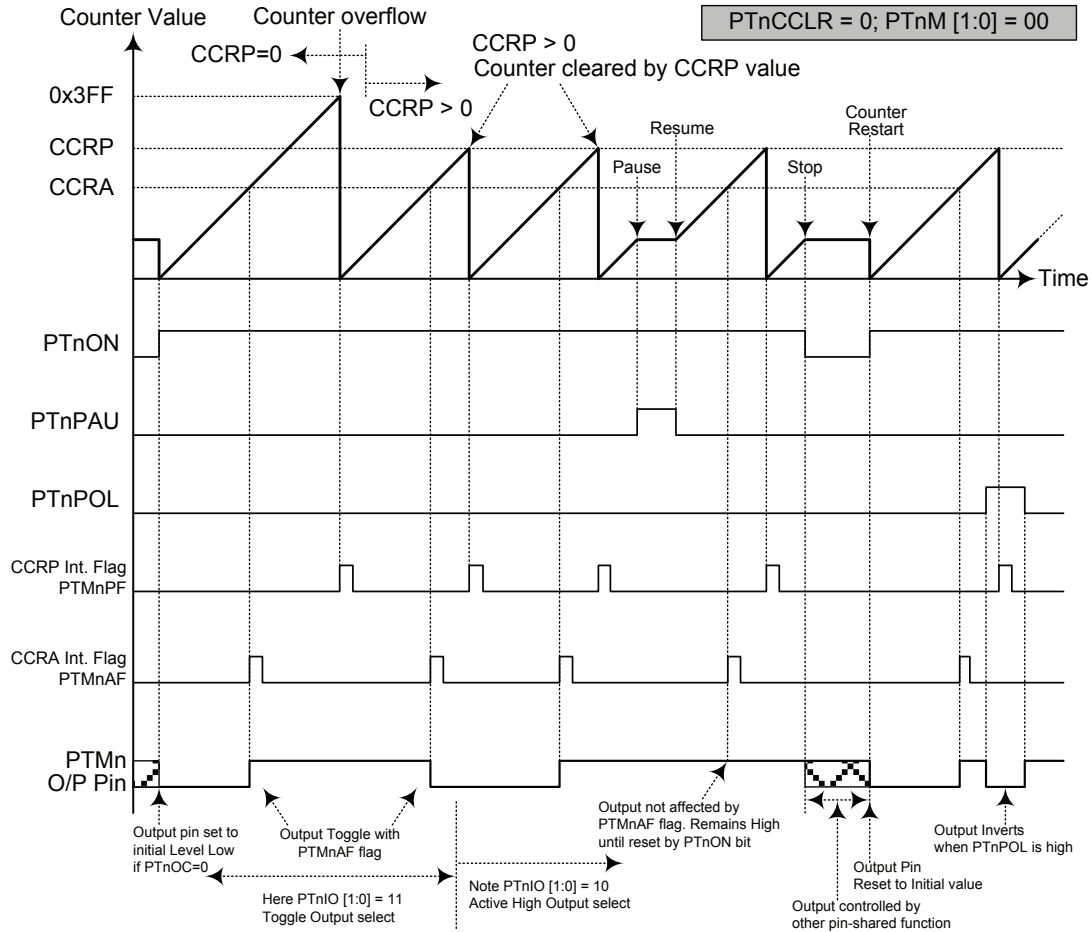 Counter Value
Counter overflow
PTnCCLR = 0; PTnM [1:0] = 00
CCRP=0
CCRP > 0
CCRP > 0
Counter cleared by CCRP value
0x3FF
CCRP
CCRA
Pause
Resume
Stop
Counter
Restart
Time
PTnON
PTnPAU
PTnPOL
CCRP Int. Flag
PTMnPF
CCRA Int. Flag
PTMnAF
PTMn
O/P Pin
Output pin set to
initial Level Low
if PTnOC=0
Output Toggle with
PTMnAF flag
Output not affected by
PTMnAF flag. Remains High
until reset by PTnON bit
Output Inverts
when PTnPOL is high
Output Pin
Reset to Initial value
Here PTnIO [1:0] = 11
Toggle Output select
Note PTnIO [1:0] = 10
Active High Output select
Output controlled by
other pin-shared function